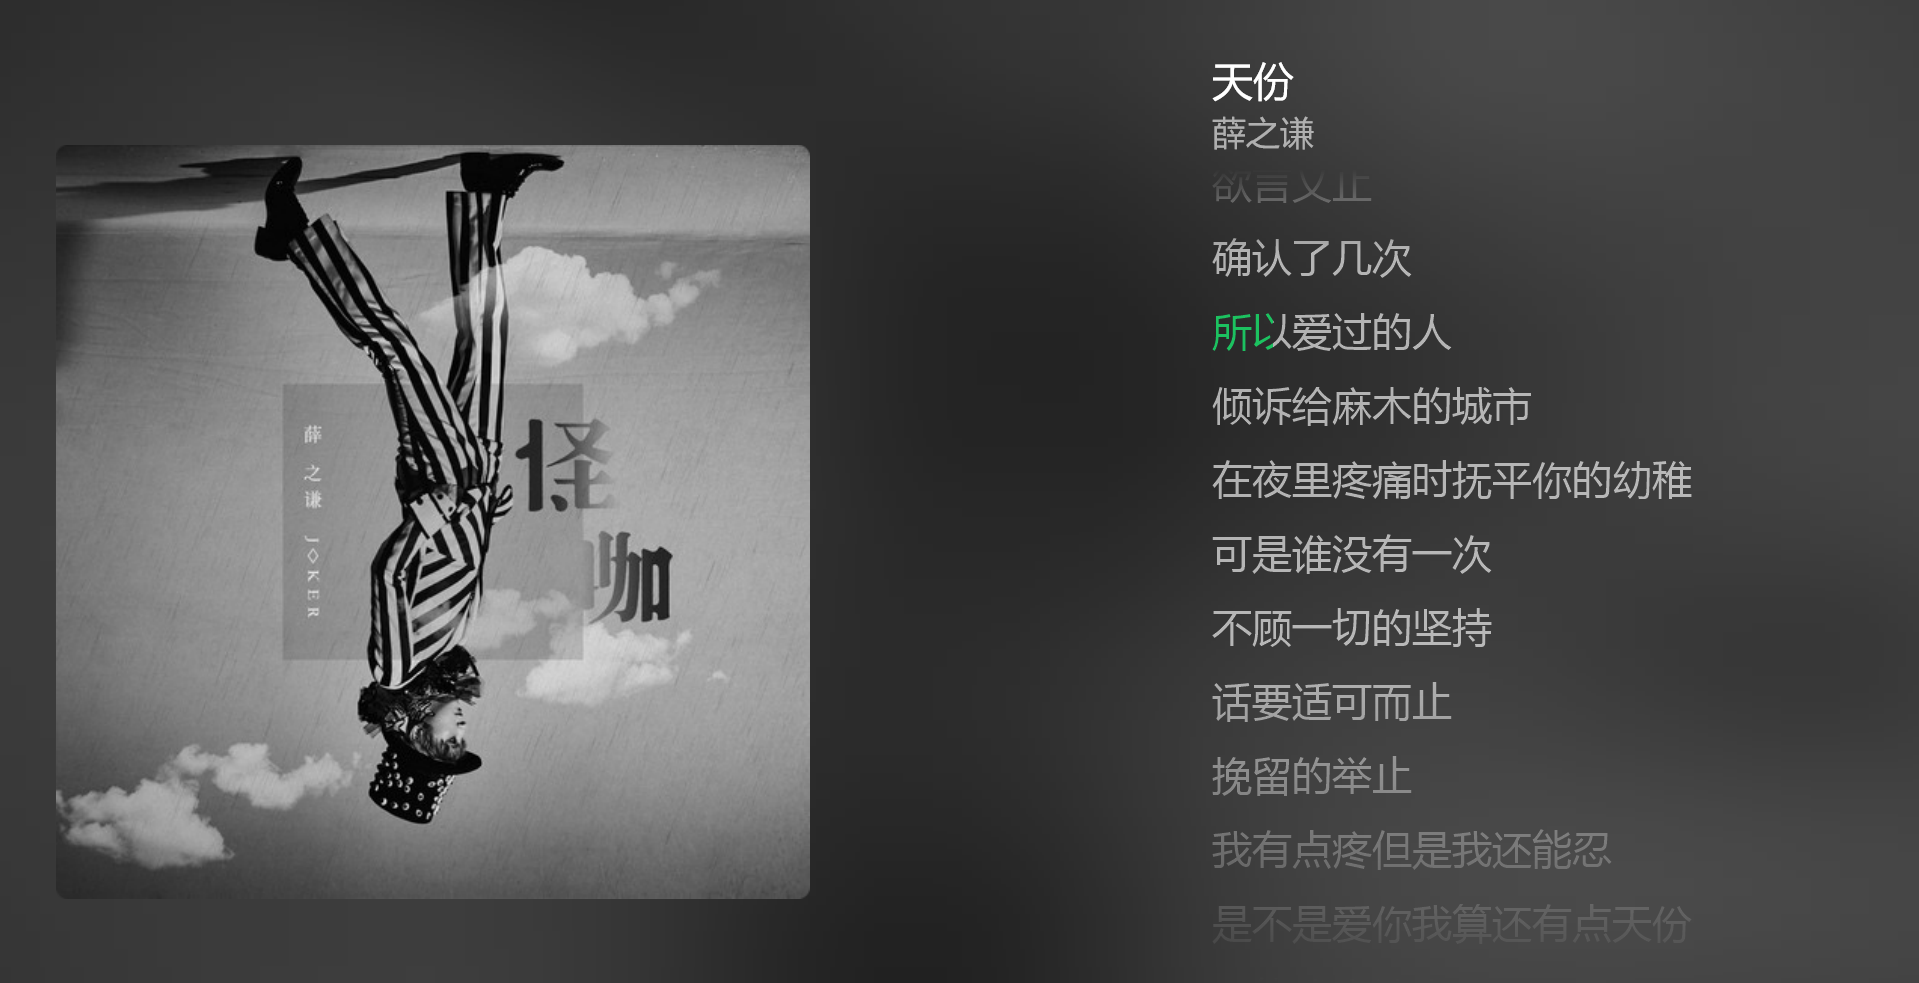 天份
薛之谦
欲言又止
确认了几次
所以爱过的人
倾诉给麻木的城市
在夜里疼痛时抚平你的幼稚
可是谁没有一次
不顾一切的坚持
话要适可而止
挽留的举止
我有点疼但是我还能忍
是不是爱你我算还有点天份
怪咖
薛之谦 JOKER